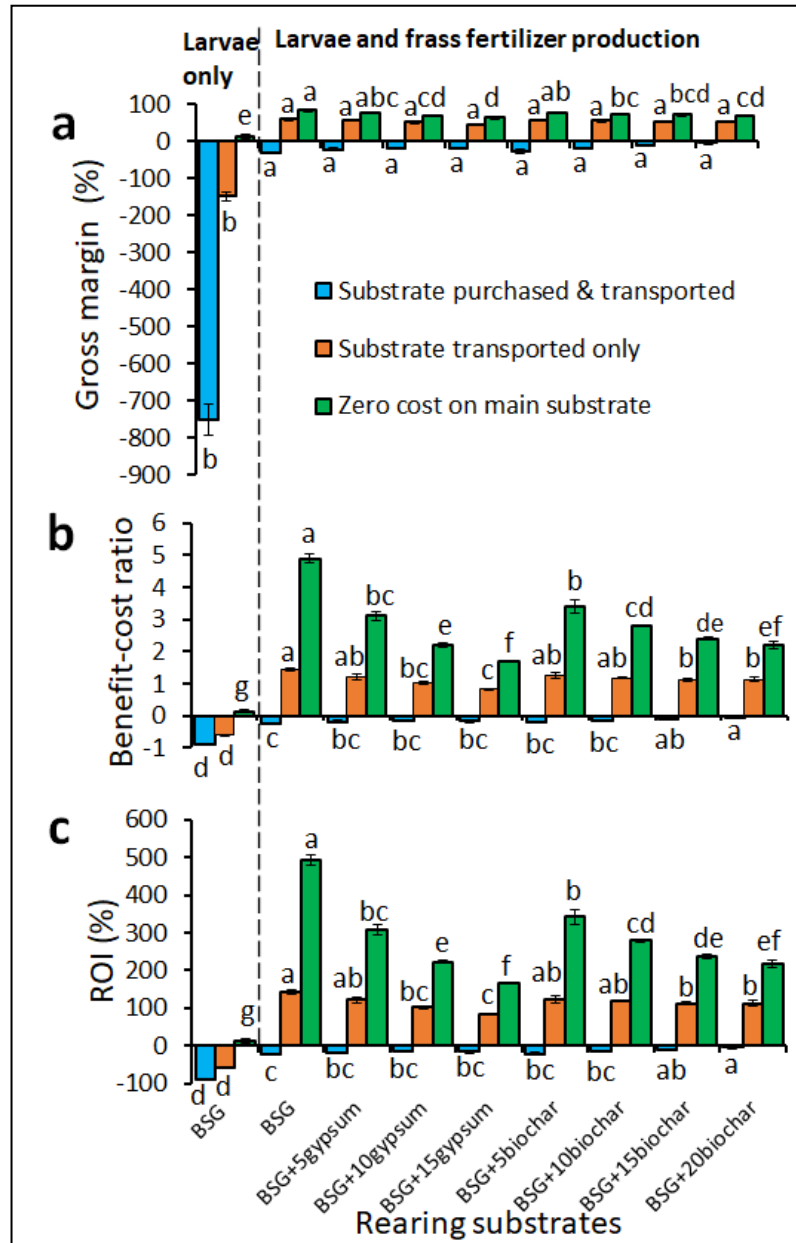 Larvae only
Larvae and frass fertilizer production
a
Gross margin (%)
100
0
-100
-200
-300
-400
-500
-600
-700
-800
-900
b b e
a a a
a a abc
a a cd
a a d
a a ab
a a bc
a a bcd
a a cd
Substrate purchased & transported
Substrate transported only
Zero cost on main substrate
b
Benefit-cost ratio
6
5
4
3
2
1
0
-1
d d g
c a a
bc ab bc
bc bc e
bc c f
bc ab b
bc ab cd
ab b de
a b ef
c
ROI (%)
600
500
400
300
200
100
0
-100
d d g
c a a
bc ab bc
bc bc e
bc c f
bc ab b
bc ab cd
ab b de
a b ef
BSG
BSG
BSG+5gypsum
BSG+10gypsum
BSG+15gypsum
BSG+5biochar
BSG+10biochar
BSG+15biochar
BSG+20biochar
Rearing substrates